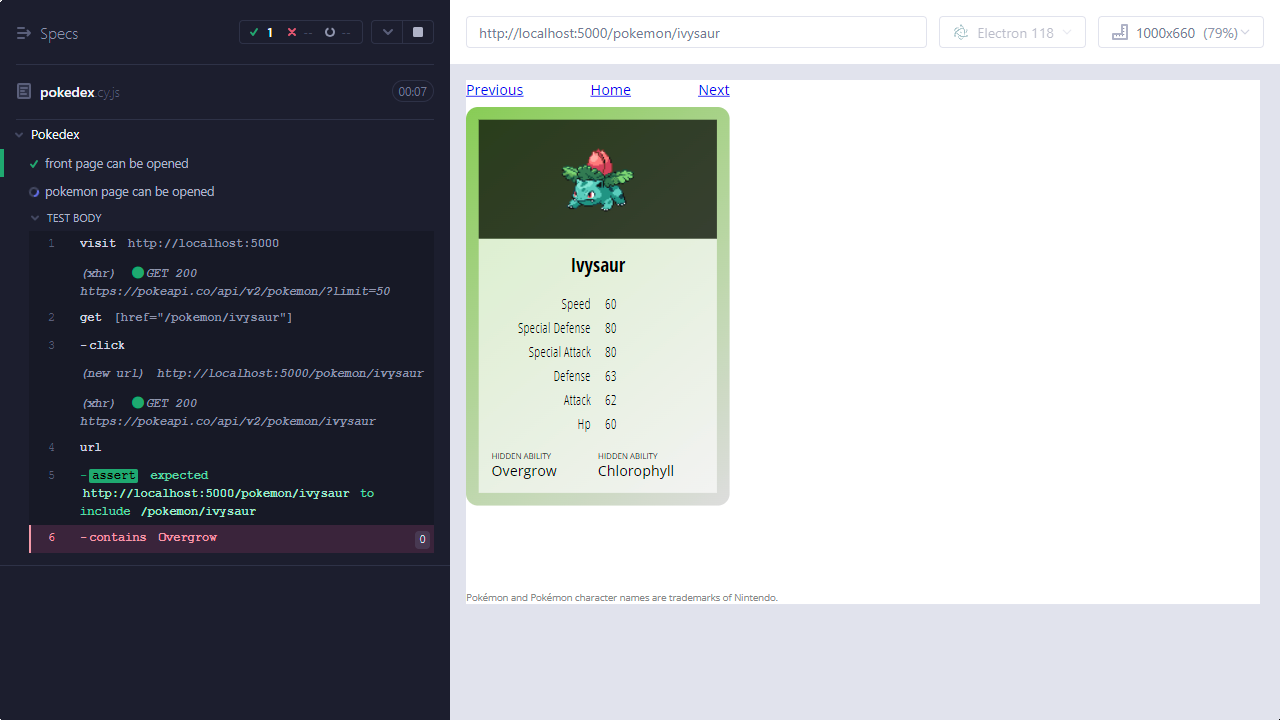 Specs
1
--
--
pokedex.cy.js
00:07
Pokedex
front page can be opened
pokemon page can be opened
TEST BODY
1 visit http://localhost:5000
(xhr) GET 200
https://pokeapi.co/api/v2/pokemon/?limit=50
2 get [href="/pokemon/ivysaur"]
3 -click
(new url) http://localhost:5000/pokemon/ivysaur
(xhr) GET 200
https://pokeapi.co/api/v2/pokemon/ivysaur
4 url
5 -assert expected
http://localhost:5000/pokemon/ivysaur to
include /pokemon/ivysaur
6 -contains Overgrow 0
http://localhost:5000/pokemon/ivysaur
Electron 118
1000x660 (79%)
Previous Home Next
Ivysaur
Speed 60
Special Defense 80
Special Attack 80
Defense 63
Attack 62
Hp 60
HIDDEN ABILITY HIDDEN ABILITY
Overgrow Chlorophyll
Pokémon and Pokémon character names are trademarks of Nintendo.